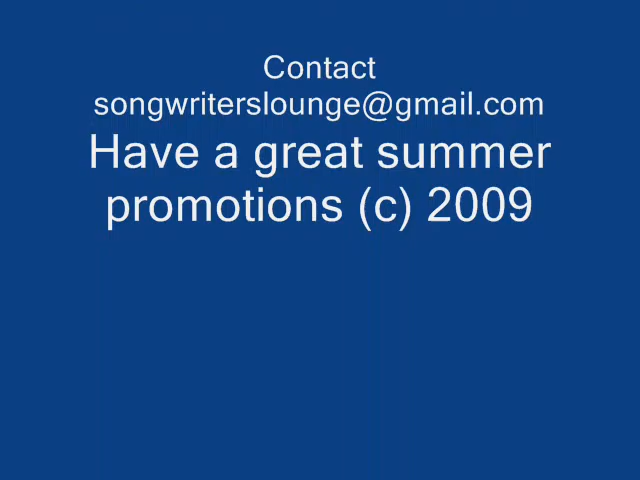 Contact
songwriterslounge@gmail.com
Have a great summer
promotions (c) 2009